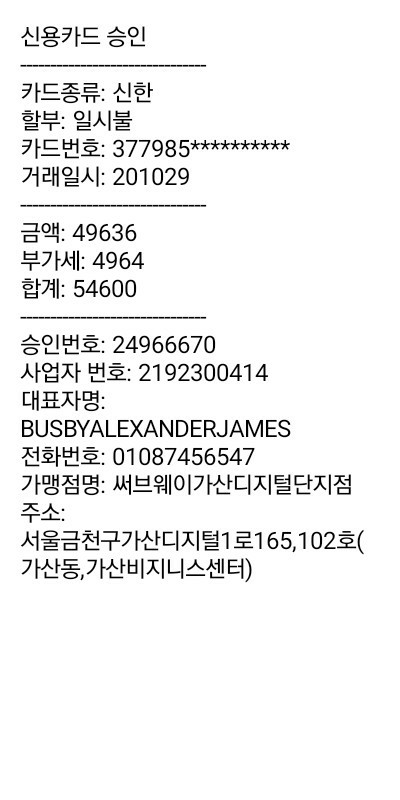 신용카드 승인
-------------------------------
카드종류: 신한
할부: 일시불
카드번호: 377985**********
거래일시: 201029
-------------------------------
금액: 49636
부가세: 4964
합계: 54600
-------------------------------
승인번호: 24966670
사업자 번호: 2192300414
대표자명:
BUSBYALEXANDERJAMES
전화번호: 01087456547
가맹점명: 써브웨이가산디지털단지점
주소:
서울금천구가산디지털1로165,102호(
가산동,가산비지니스센터)